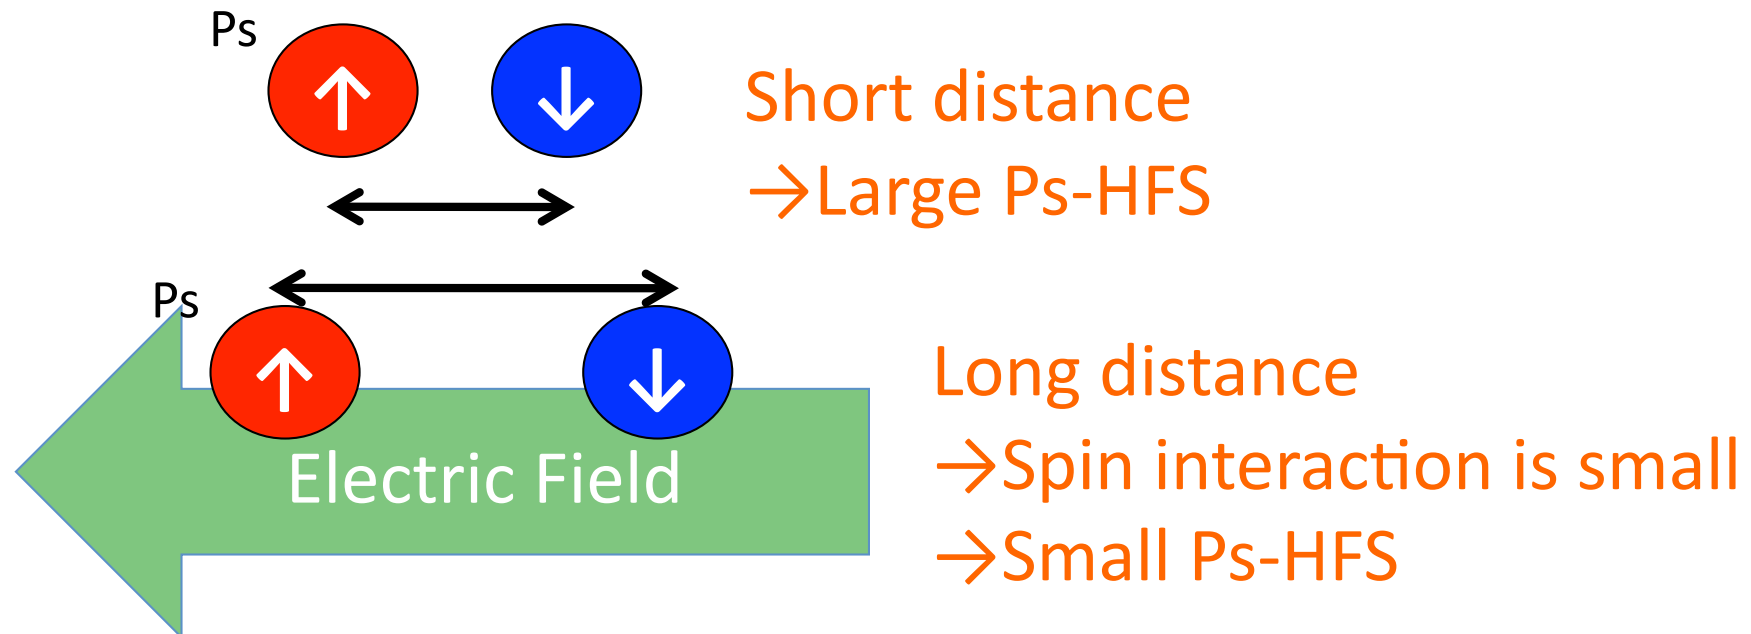 Ps
↑ ↓
Short distance
→Large Ps-HFS
Ps
↑ ↓
Electric Field
Long distance
→Spin interaction is small
→Small Ps-HFS